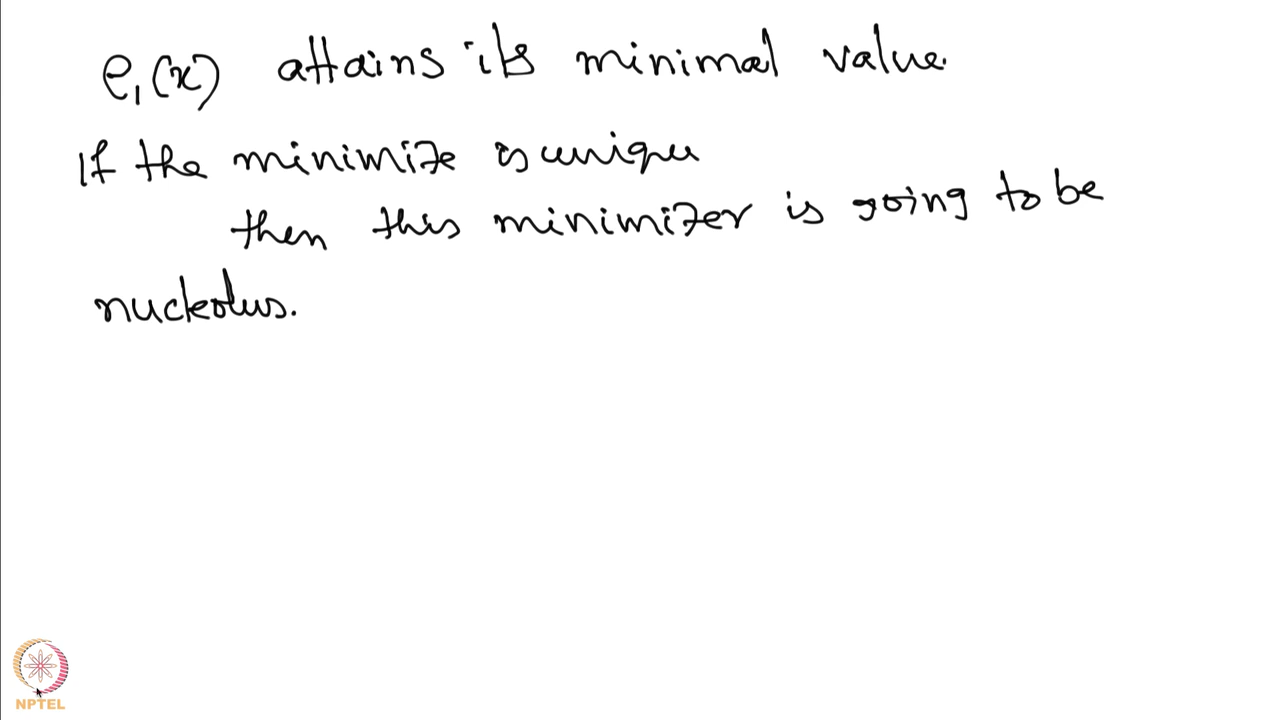 e₁(x) attains its minimal value.
If the minimize is unique
then this minimizer is going to be
nucleolus.
NPTEL